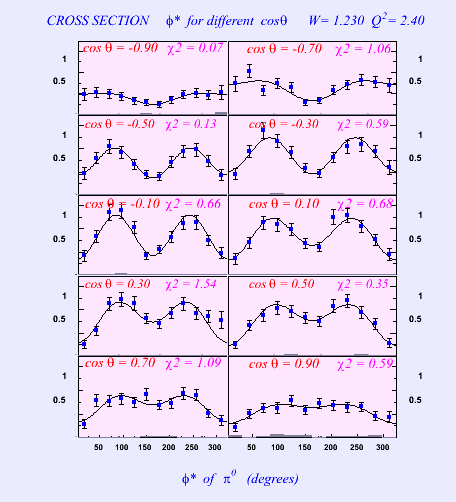 CROSS SECTION ϕ* for different cosθ W= 1.230 Q²= 2.40
cos θ = -0.90 χ2 = 0.07 cos θ = -0.70 χ2 = 1.06
1 1
0.5 0.5
cos θ = -0.50 χ2 = 0.13 cos θ = -0.30 χ2 = 0.59
1 1
0.5 0.5
cos θ = -0.10 χ2 = 0.66 cos θ = 0.10 χ2 = 0.68
1 1
0.5 0.5
cos θ = 0.30 χ2 = 1.54 cos θ = 0.50 χ2 = 0.35
1 1
0.5 0.5
cos θ = 0.70 χ2 = 1.09 cos θ = 0.90 χ2 = 0.59
1 1
0.5 0.5
50 100 150 200 250 300 50 100 150 200 250 300
ϕ* of π⁰ (degrees)